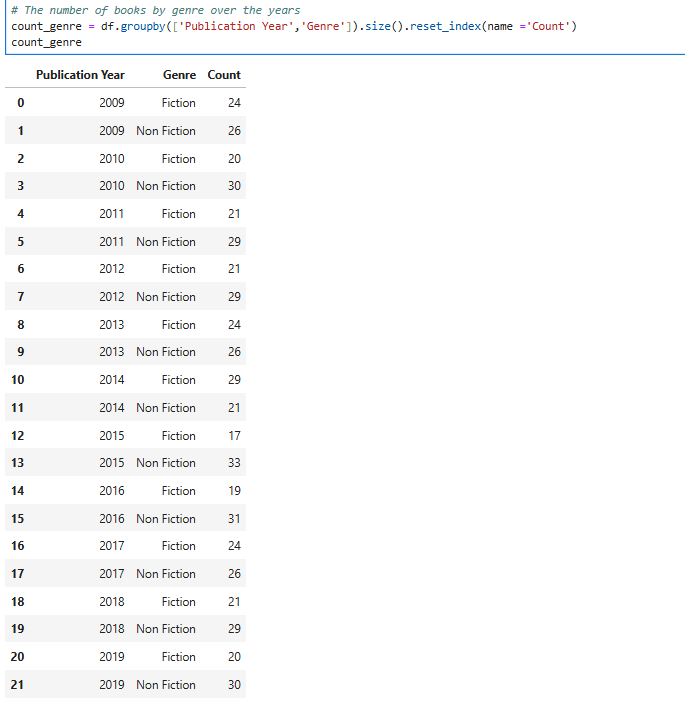 # The number of books by genre over the years
count_genre = df.groupby(['Publication Year','Genre']).size().reset_index(name ='Count')
count_genre
Publication Year Genre Count
0 2009 Fiction 24
1 2009 Non Fiction 26
2 2010 Fiction 20
3 2010 Non Fiction 30
4 2011 Fiction 21
5 2011 Non Fiction 29
6 2012 Fiction 21
7 2012 Non Fiction 29
8 2013 Fiction 24
9 2013 Non Fiction 26
10 2014 Fiction 29
11 2014 Non Fiction 21
12 2015 Fiction 17
13 2015 Non Fiction 33
14 2016 Fiction 19
15 2016 Non Fiction 31
16 2017 Fiction 24
17 2017 Non Fiction 26
18 2018 Fiction 21
19 2018 Non Fiction 29
20 2019 Fiction 20
21 2019 Non Fiction 30